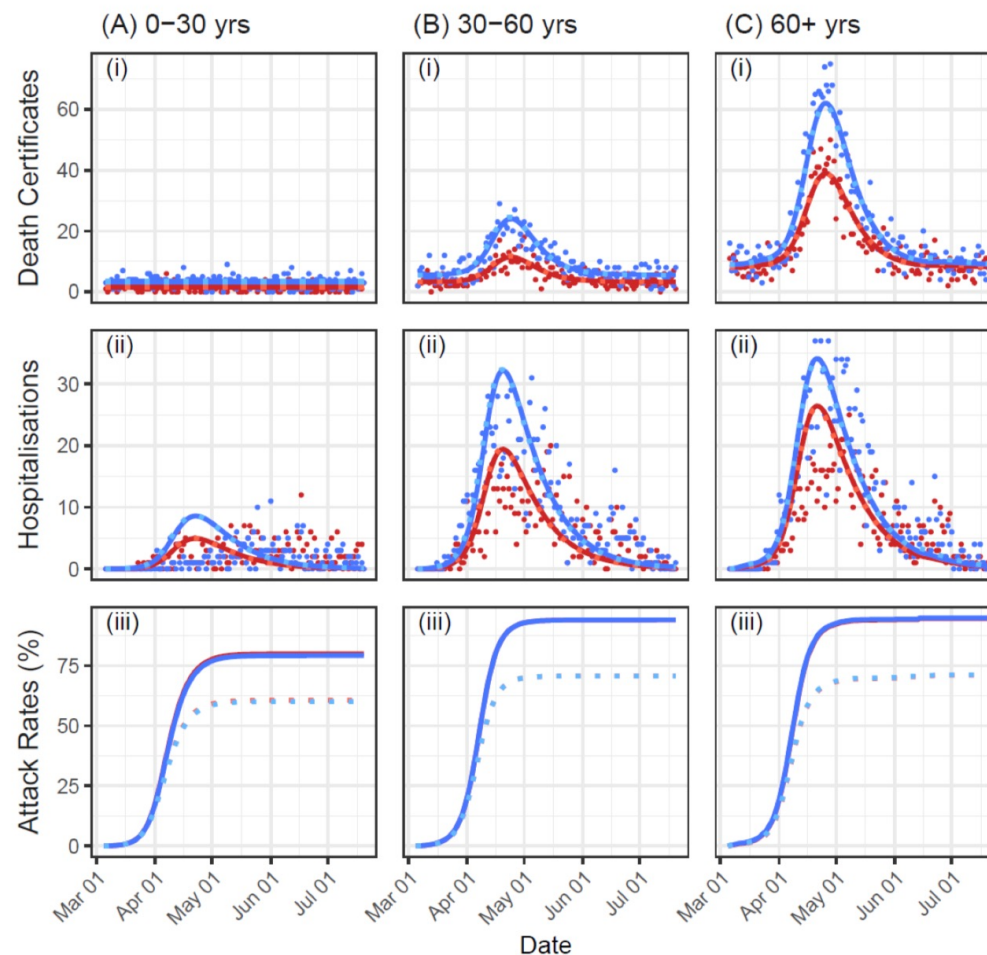 (A) 0−30 yrs
(B) 30−60 yrs
(C) 60+ yrs
Death Certificates
60
40
20
0
(i)
(i)
(i)
Hospitalisations
30
20
10
0
(ii)
(ii)
(ii)
Attack Rates (%)
75
50
25
0
(iii)
(iii)
(iii)
Mar 01
Apr 01
May 01
Jun 01
Jul 01
Mar 01
Apr 01
May 01
Jun 01
Jul 01
Mar 01
Apr 01
May 01
Jun 01
Jul 01
Date